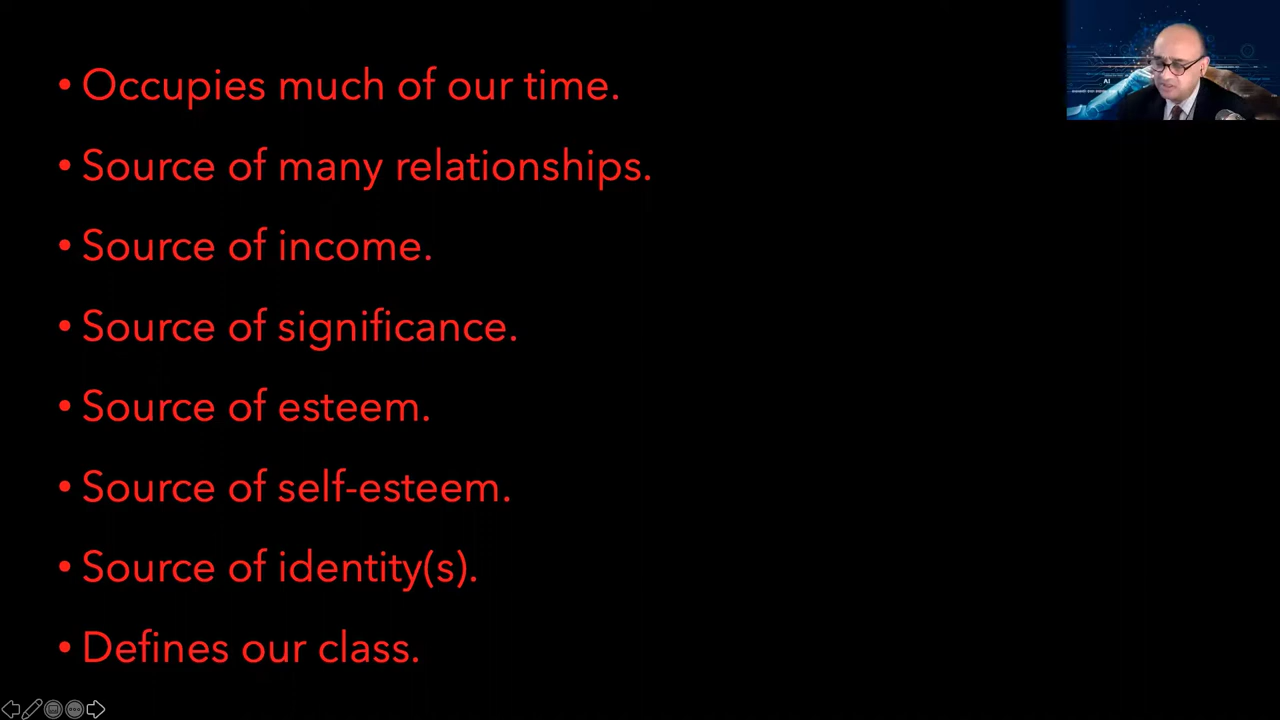 • Occupies much of our time.
• Source of many relationships.
• Source of income.
• Source of significance.
• Source of esteem.
• Source of self-esteem.
• Source of identity(s).
• Defines our class.
AI